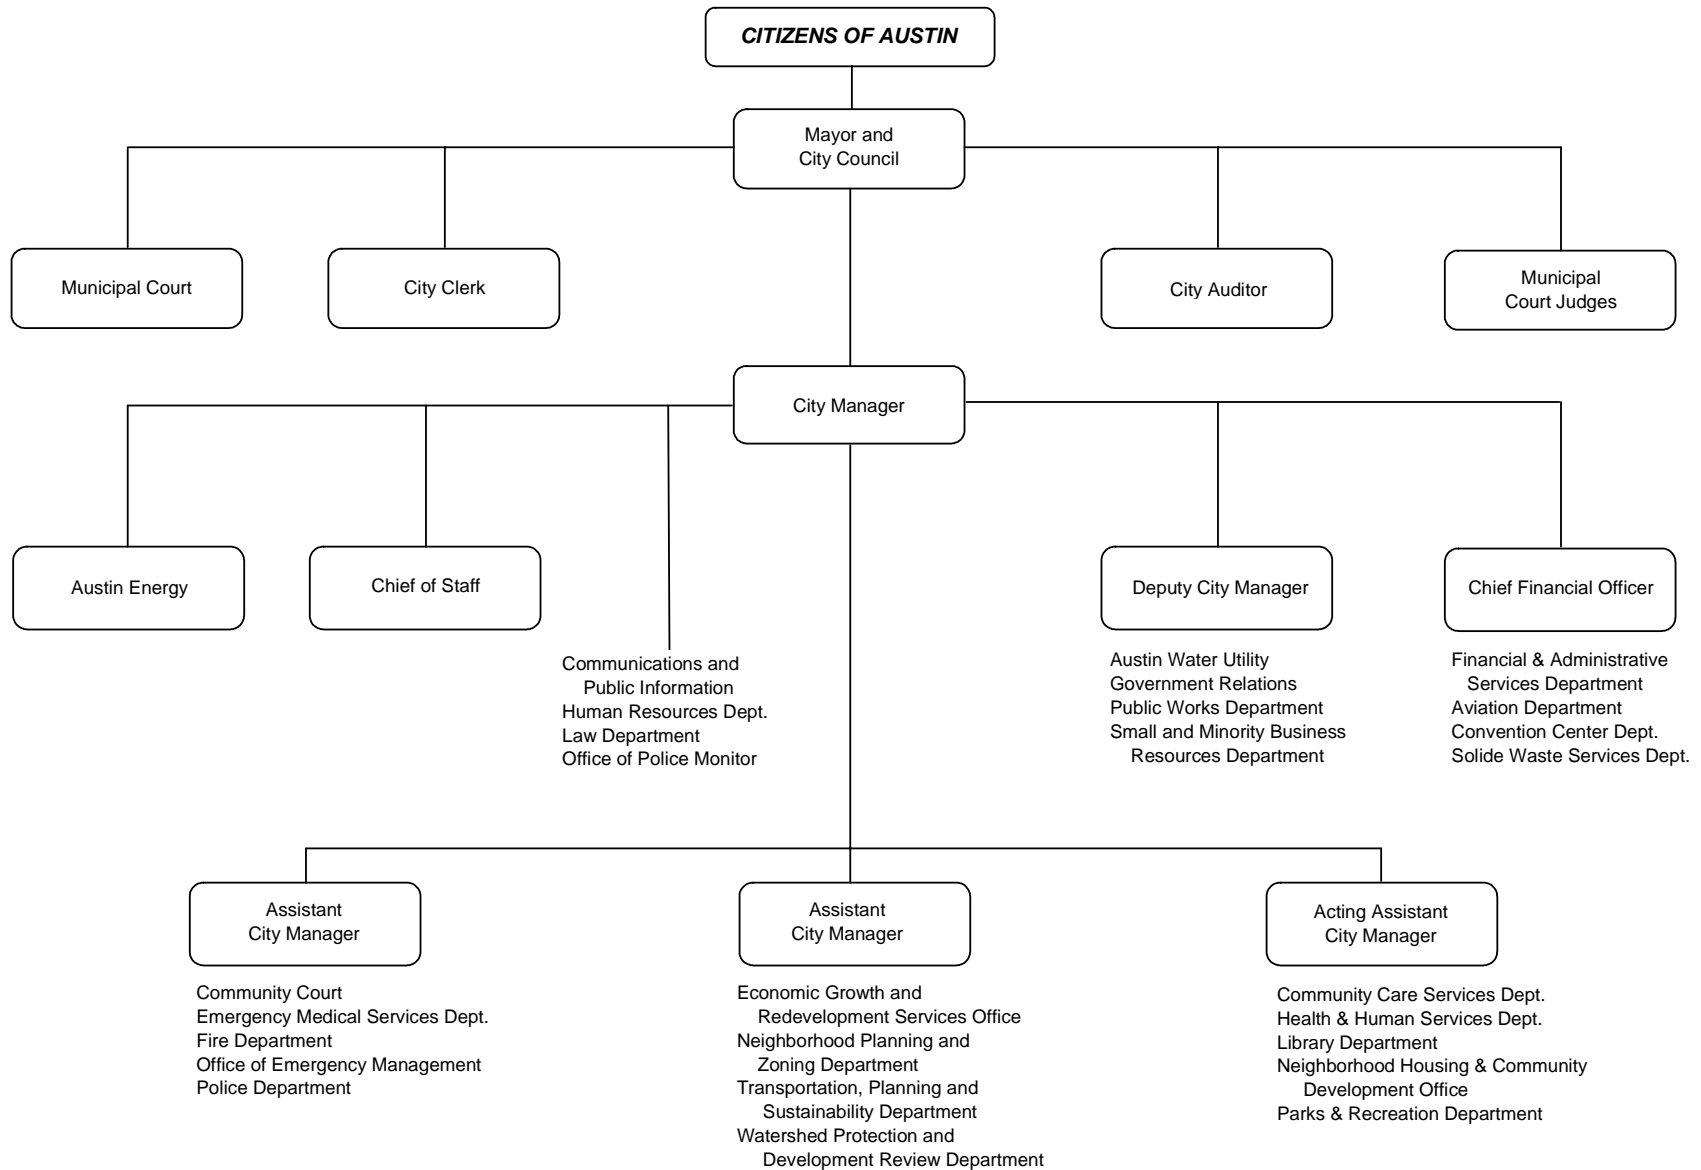 CITIZENS OF AUSTIN
Mayor and
City Council
Municipal Court
City Clerk
City Auditor
Municipal
Court Judges
City Manager
Austin Energy
Chief of Staff
Deputy City Manager
Chief Financial Officer
Communications and
Public Information
Human Resources Dept.
Law Department
Office of Police Monitor
Austin Water Utility
Government Relations
Public Works Department
Small and Minority Business
Resources Department
Financial & Administrative
Services Department
Aviation Department
Convention Center Dept.
Solide Waste Services Dept.
Assistant
City Manager
Community Court
Emergency Medical Services Dept.
Fire Department
Office of Emergency Management
Police Department
Assistant
City Manager
Economic Growth and
Redevelopment Services Office
Neighborhood Planning and
Zoning Department
Transportation, Planning and
Sustainability Department
Watershed Protection and
Development Review Department
Acting Assistant
City Manager
Community Care Services Dept.
Health & Human Services Dept.
Library Department
Neighborhood Housing & Community
Development Office
Parks & Recreation Department